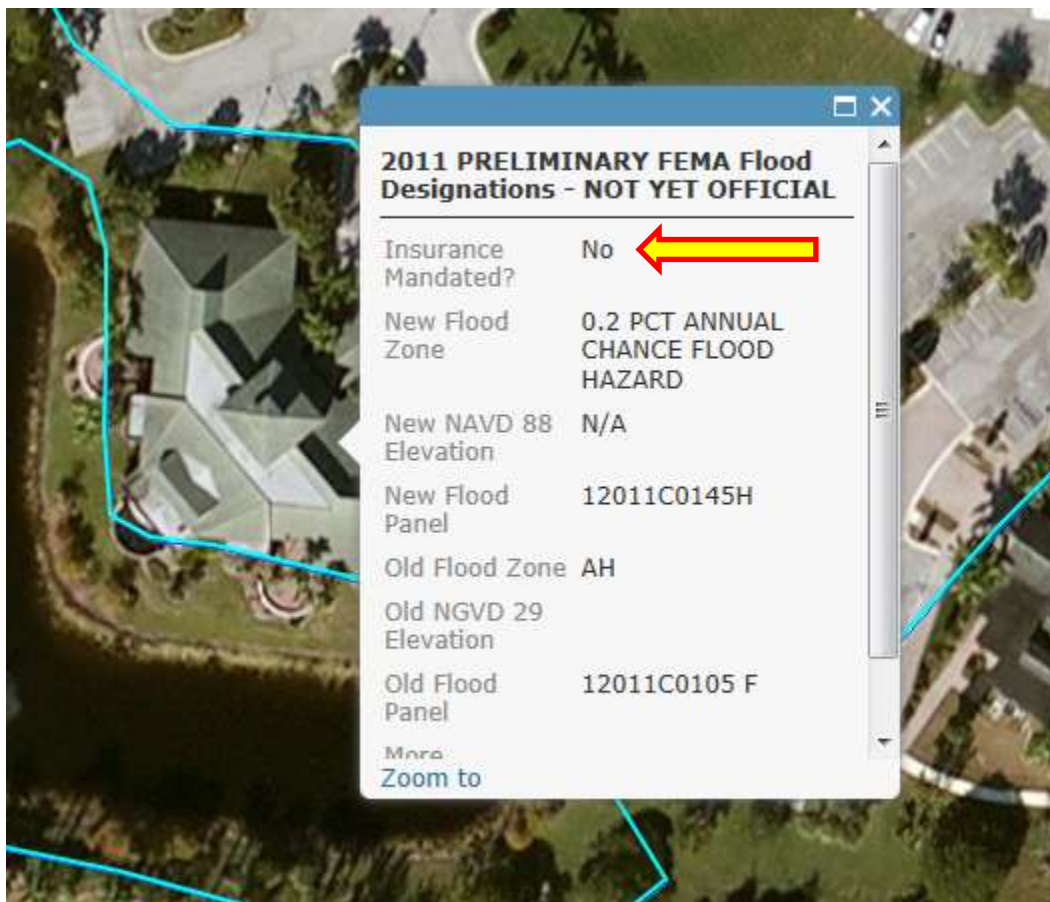 2011 PRELIMINARY FEMA Flood
Designations - NOT YET OFFICIAL
Insurance Mandated? No
New Flood Zone 0.2 PCT ANNUAL CHANCE FLOOD HAZARD
New NAVD 88 Elevation N/A
New Flood Panel 12011C0145H
Old Flood Zone AH
Old NGVD 29 Elevation
Old Flood Panel 12011C0105 F
More
Zoom to